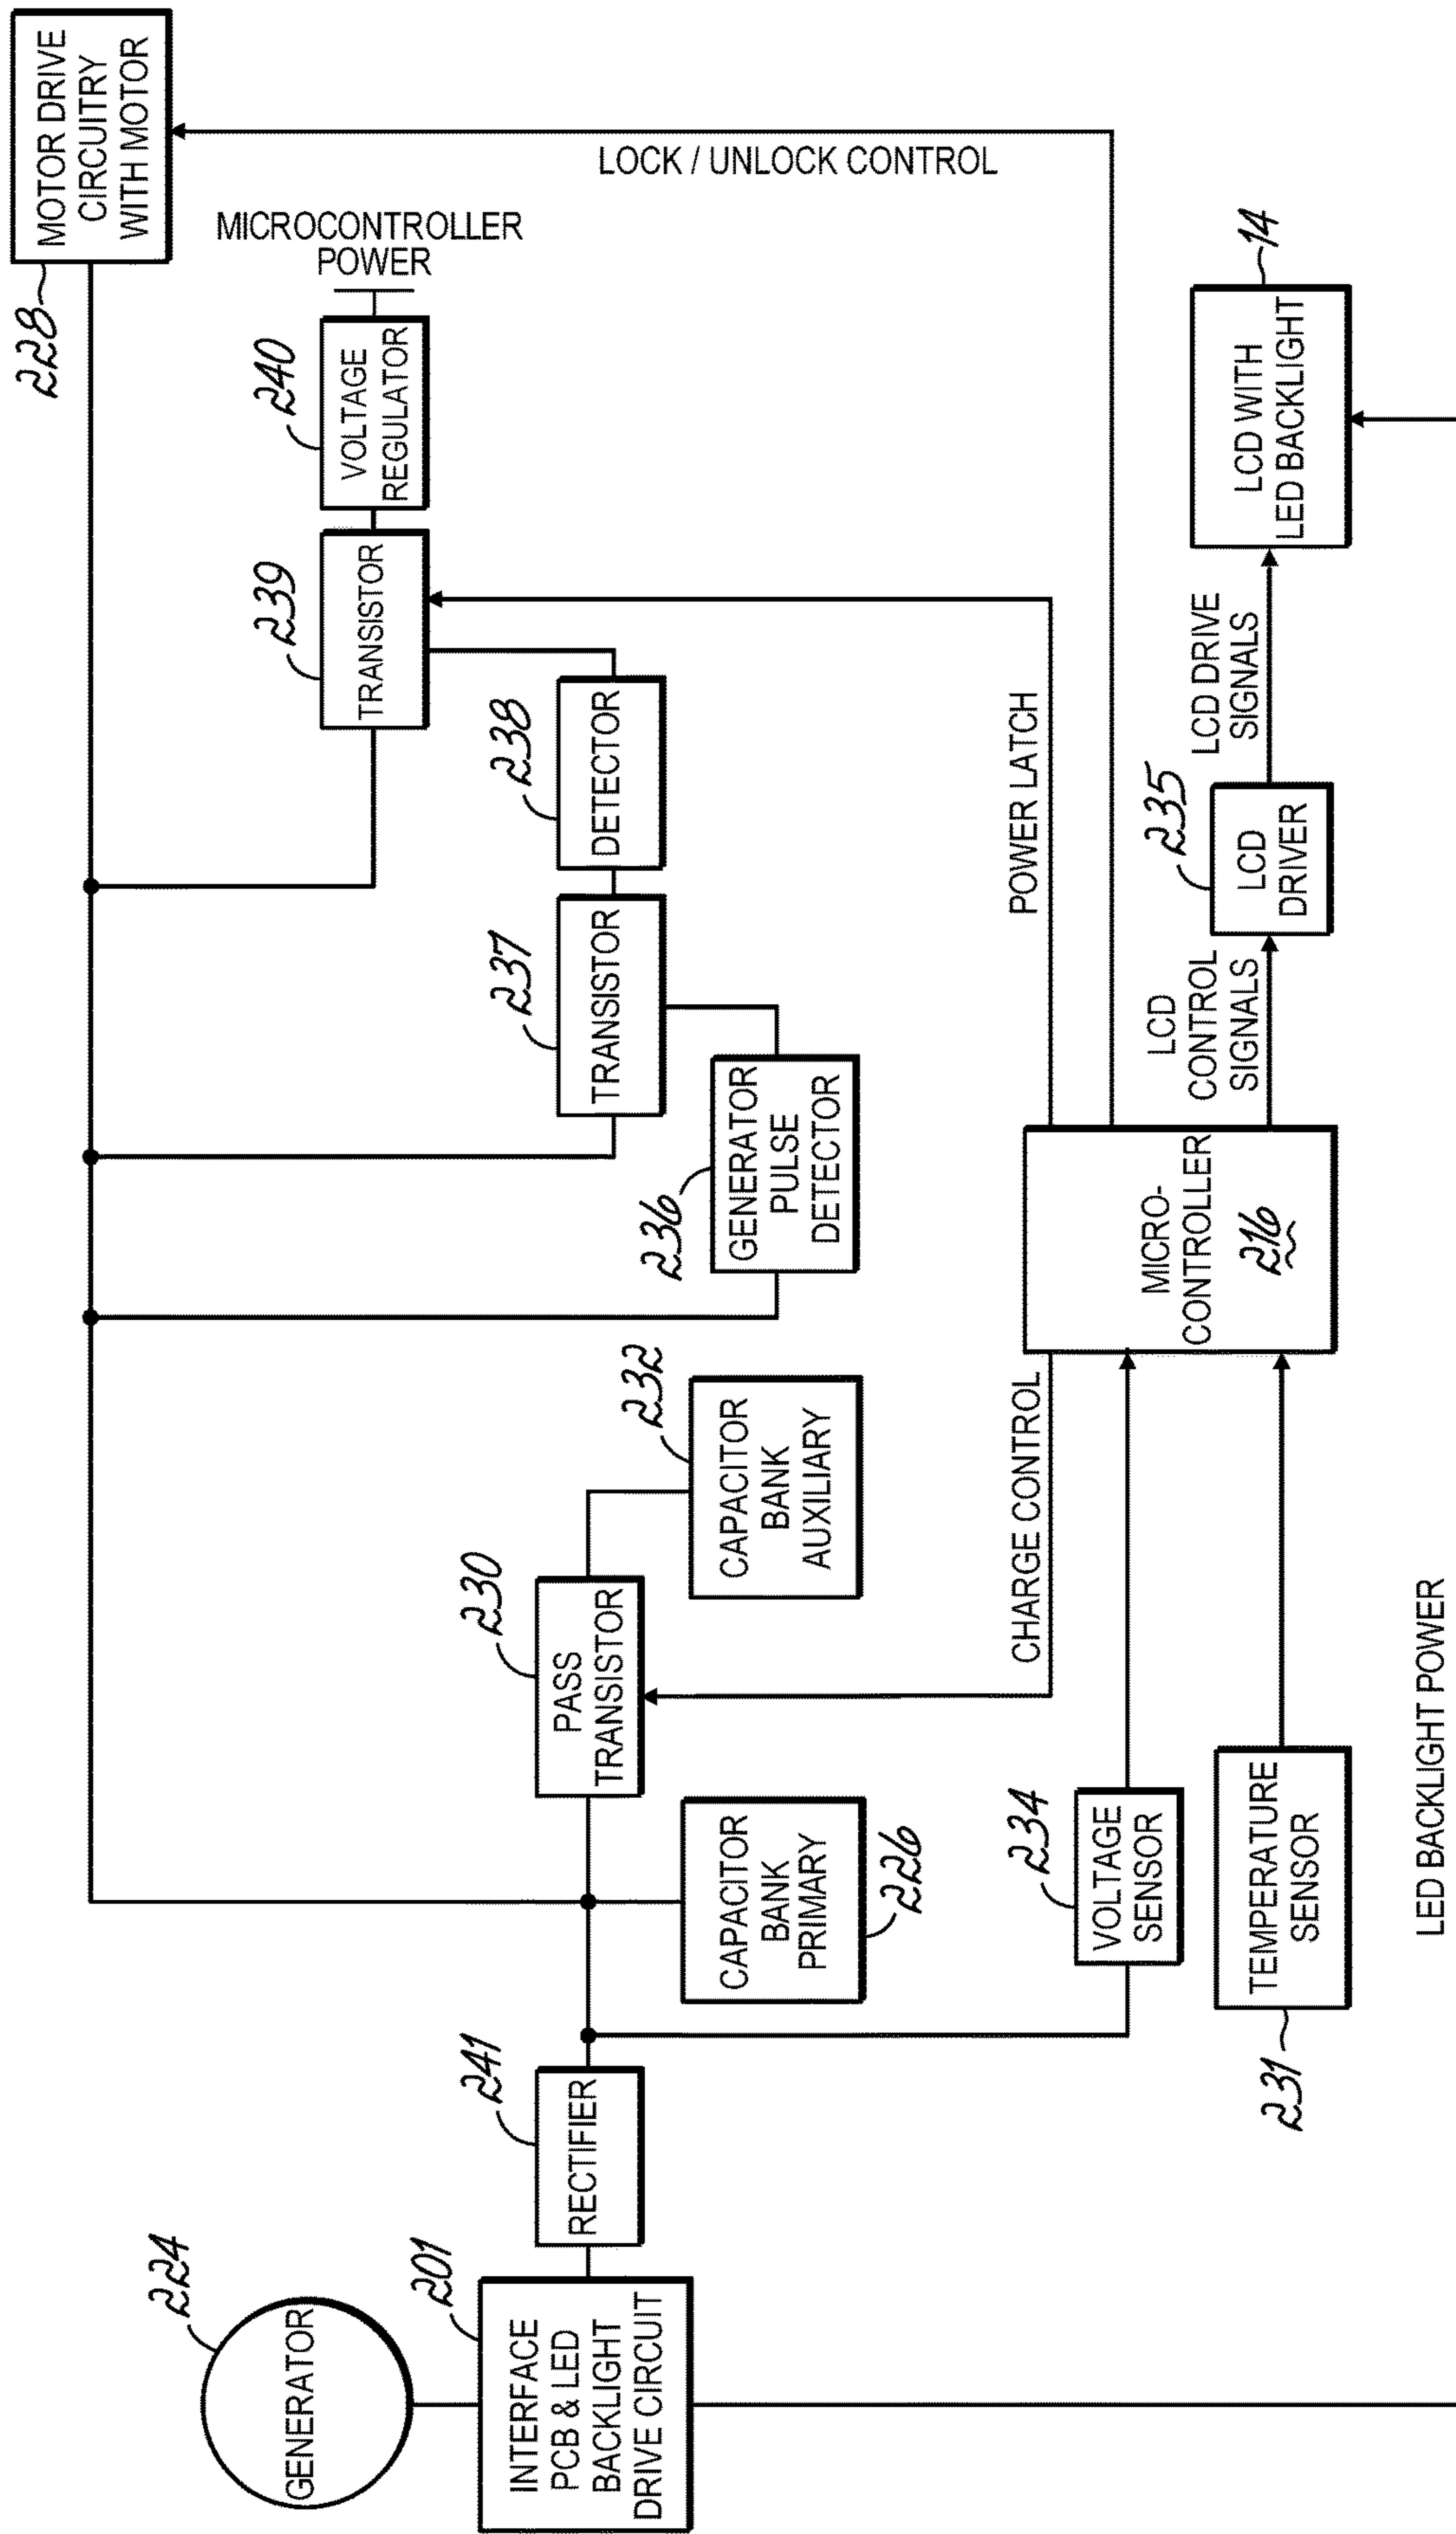 GENERATOR
224
INTERFACE
PCB & LED
BACKLIGHT
DRIVE CIRCUIT
201
RECTIFIER
241
CAPACITOR
BANK
PRIMARY
226
PASS
TRANSISTOR
230
CAPACITOR
BANK
AUXILIARY
232
VOLTAGE
SENSOR
234
TEMPERATURE
SENSOR
231
CHARGE CONTROL
LED BACKLIGHT POWER
MICRO-
CONTROLLER
216
GENERATOR
PULSE
DETECTOR
236
TRANSISTOR
237
DETECTOR
238
TRANSISTOR
239
VOLTAGE
REGULATOR
240
MICROCONTROLLER
POWER
MOTOR DRIVE
CIRCUITRY
WITH MOTOR
228
LOCK / UNLOCK CONTROL
POWER LATCH
LCD
CONTROL
SIGNALS
LCD
DRIVER
235
LCD DRIVE
SIGNALS
LCD WITH
LED BACKLIGHT
14